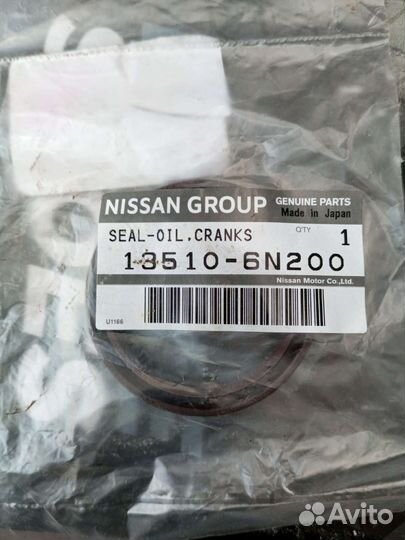 NISSAN GROUP GENUINE PARTS
Made in Japan
SEAL-OIL,CRANKS Q'TY 1
13510-6N200
Nissan Motor Co.,Ltd.
U1166
Avito